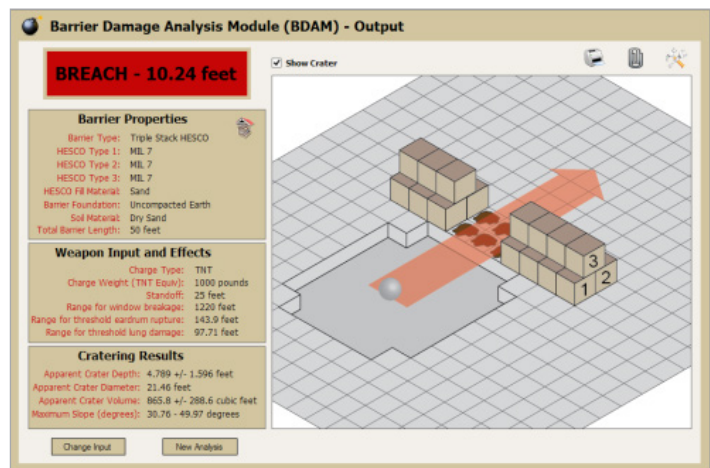 Barrier Damage Analysis Module (BDAM) - Output
BREACH - 10.24 feet
Show Crater
Barrier Properties
Barrier Type: Triple Stack HESCO
HESCO Type 1: MIL 7
HESCO Type 2: MIL 7
HESCO Type 3: MIL 7
HESCO Fill Material: Sand
Barrier Foundation: Uncompacted Earth
Soil Material: Dry Sand
Total Barrier Length: 50 feet
Weapon Input and Effects
Charge Type: TNT
Charge Weight (TNT Equiv): 1000 pounds
Standoff: 25 feet
Range for window breakage: 1220 feet
Range for threshold eardrum rupture: 143.9 feet
Range for threshold lung damage: 97.71 feet
Cratering Results
Apparent Crater Depth: 4.789 +/- 1.596 feet
Apparent Crater Diameter: 21.46 feet
Apparent Crater Volume: 865.8 +/- 288.6 cubic feet
Maximum Slope (degrees): 30.76 - 49.97 degrees
Change Input
New Analysis
3
1 2